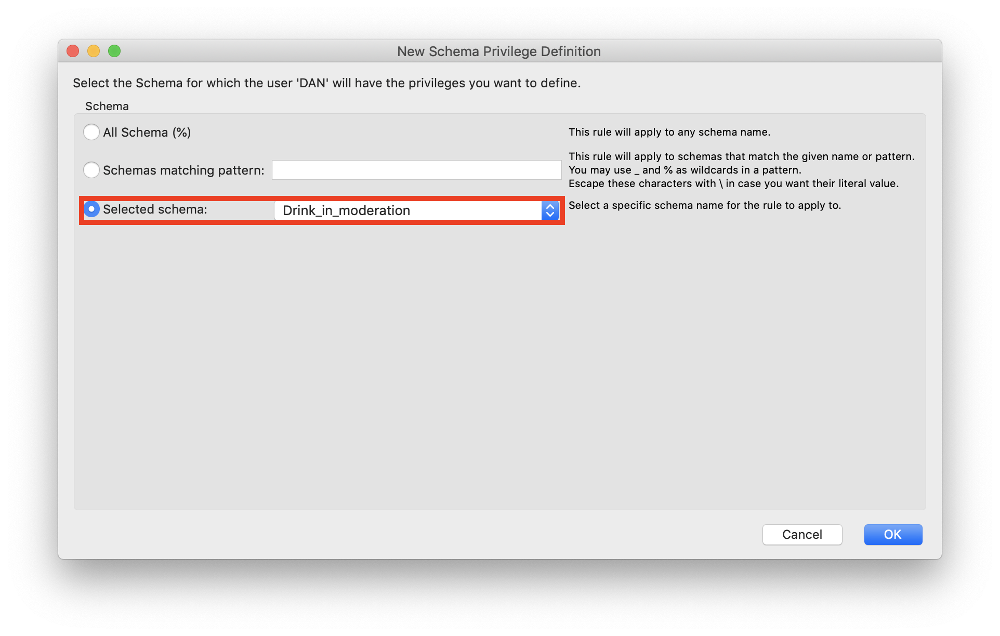 New Schema Privilege Definition
Select the Schema for which the user 'DAN' will have the privileges you want to define.
Schema
All Schema (%)
This rule will apply to any schema name.
Schemas matching pattern:
This rule will apply to schemas that match the given name or pattern.
You may use _ and % as wildcards in a pattern.
Escape these characters with \ in case you want their literal value.
Selected schema:
Drink_in_moderation
Select a specific schema name for the rule to apply to.
Cancel
OK